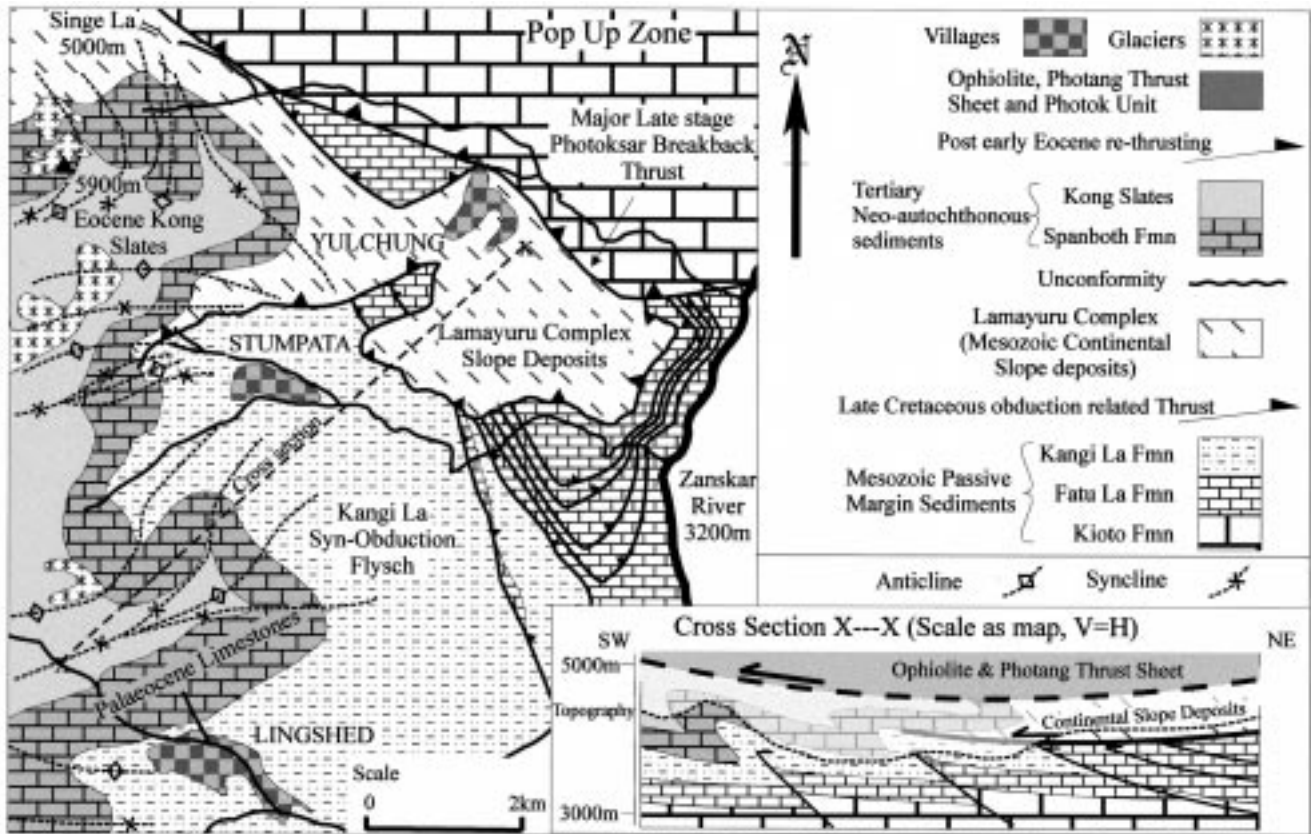 Singe La
5000m
Pop Up Zone
Major Late stage
Photoksar Breakback
Thrust
5900m
Eocene Kong
Slates
YULCHUNG
STUMPATA
Lamayuru Complex
Slope Deposits
Cross section
Kangi La
Syn-Obduction
Flysch
Zanskar
River
3200m
Palaeocene Limestones
LINGSHED
Scale
0 2km
N
Villages Glaciers
Ophiolite, Photang Thrust
Sheet and Photok Unit
Post early Eocene re-thrusting
Tertiary
Neo-autochthonous
sediments
Kong Slates
Spanboth Fmn
Unconformity
Lamayuru Complex
(Mesozoic Continental
Slope deposits)
Late Cretaceous obduction related Thrust
Mesozoic Passive
Margin Sediments
Kangi La Fmn
Fatu La Fmn
Kioto Fmn
Anticline Syncline
Cross Section X---X (Scale as map, V=H)
SW NE
5000m
Ophiolite & Photang Thrust Sheet
Topography
Continental Slope Deposits
3000m